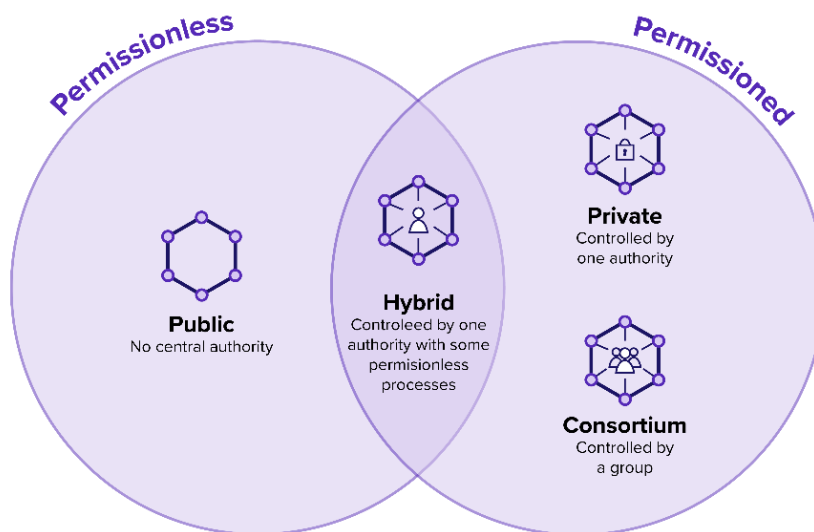 Permissionless
Permissioned
Public
No central authority
Hybrid
Controleed by one
authority with some
permisionless
processes
Private
Controlled by
one authority
Consortium
Controlled by
a group